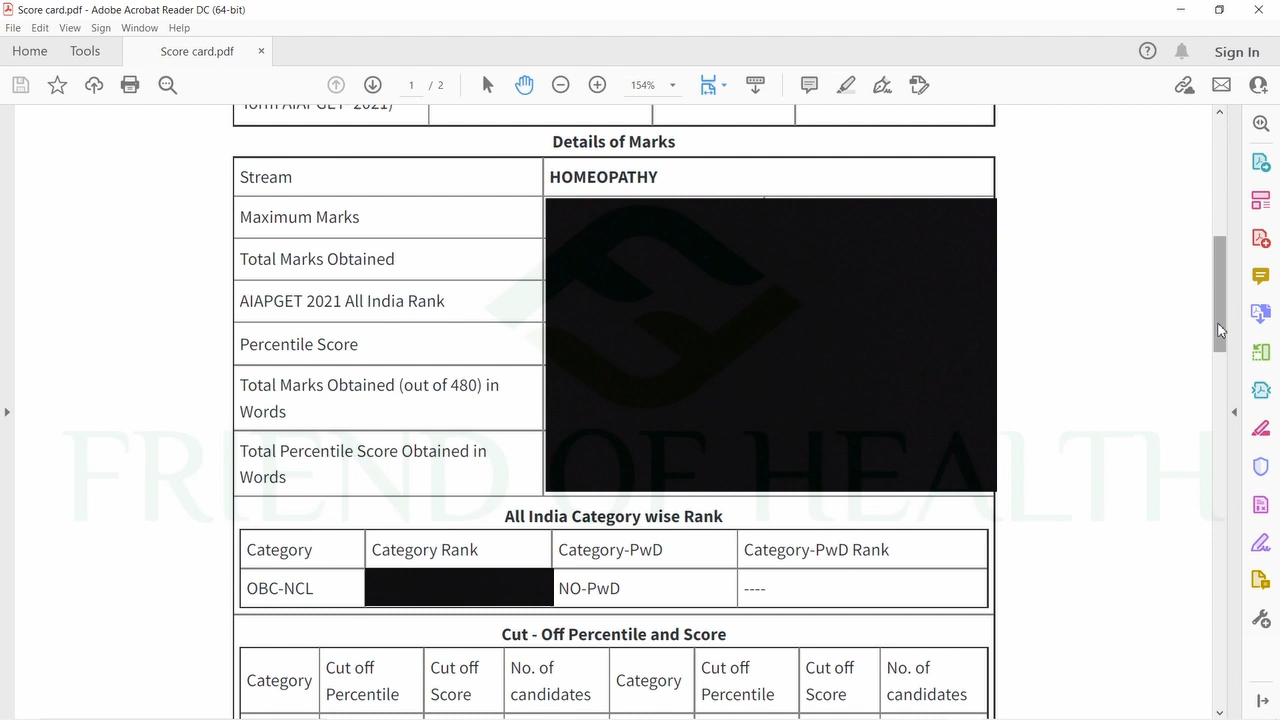 Score card.pdf - Adobe Acrobat Reader DC (64-bit)
File Edit View Sign Window Help
Home Tools Score card.pdf × Sign In
1 / 2 154%
form AIAPGET 2021)
Details of Marks
Stream HOMEOPATHY
Maximum Marks
Total Marks Obtained
AIAPGET 2021 All India Rank
Percentile Score
Total Marks Obtained (out of 480) in
Words
Total Percentile Score Obtained in
Words
FRIEND OF HEALTH
All India Category wise Rank
Category Category Rank Category-PwD Category-PwD Rank
OBC-NCL NO-PwD ----
Cut - Off Percentile and Score
Category Cut off Percentile Cut off Score No. of candidates Category Cut off Percentile Cut off Score No. of candidates